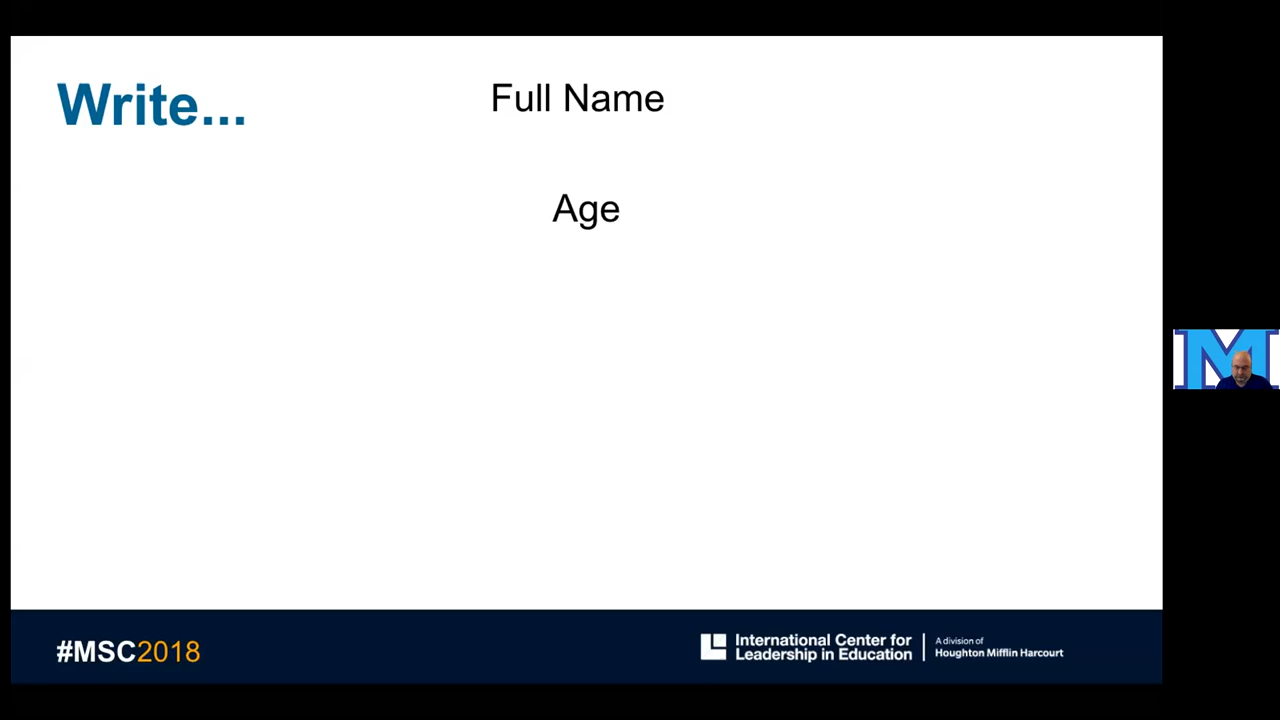 Write...
Full Name
Age
#MSC2018
International Center for
Leadership in Education
A division of
Houghton Mifflin Harcourt
M